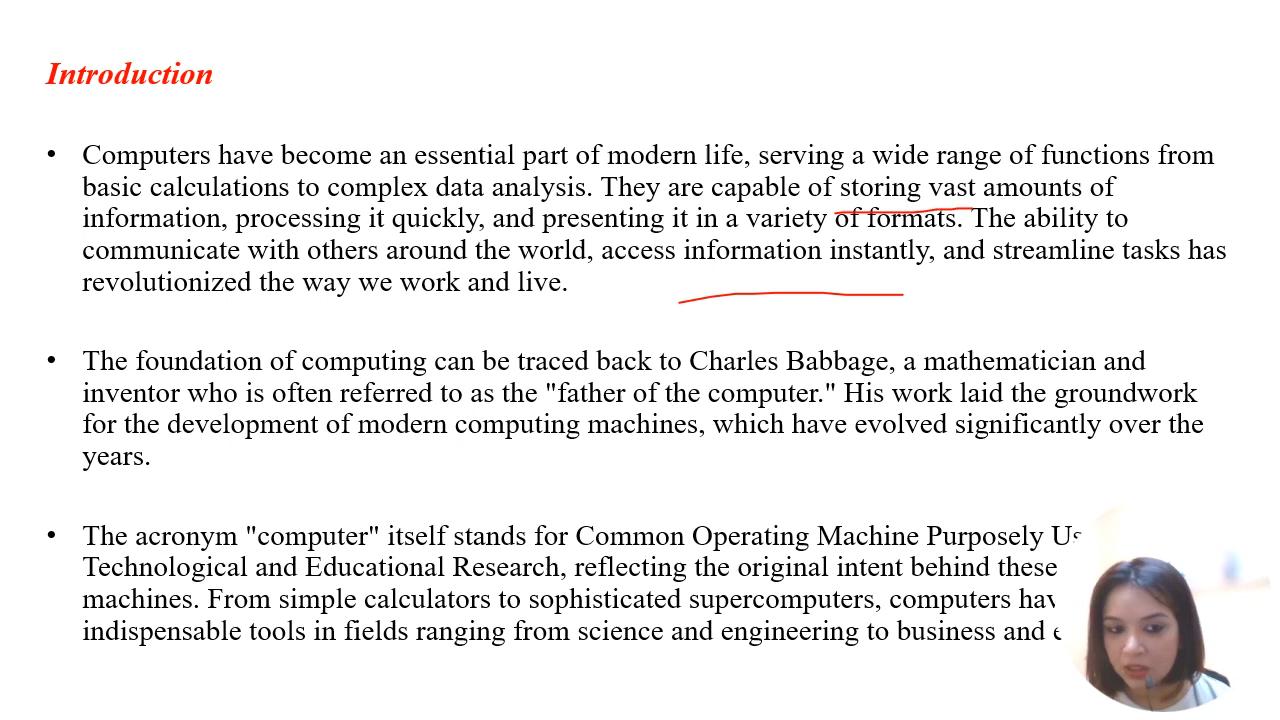 Introduction
• Computers have become an essential part of modern life, serving a wide range of functions from
basic calculations to complex data analysis. They are capable of storing vast amounts of
information, processing it quickly, and presenting it in a variety of formats. The ability to
communicate with others around the world, access information instantly, and streamline tasks has
revolutionized the way we work and live.
• The foundation of computing can be traced back to Charles Babbage, a mathematician and
inventor who is often referred to as the "father of the computer." His work laid the groundwork
for the development of modern computing machines, which have evolved significantly over the
years.
• The acronym "computer" itself stands for Common Operating Machine Purposely
Technological and Educational Research, reflecting the original intent behind these
machines. From simple calculators to sophisticated supercomputers, computers
indispensable tools in fields ranging from science and engineering to business and